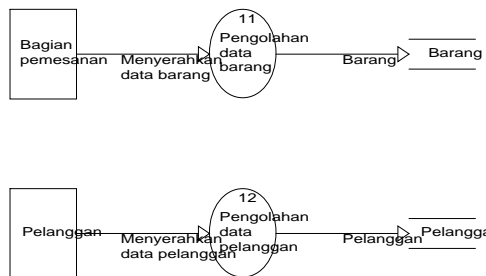 11
Bagian
pemesanan
Menyerahkan
data barang
Pengolahan
data
barang
Barang
Barang
12
Pelanggan
Menyerahkan
data pelanggan
Pengolahan
data
pelanggan
Pelanggan
Pelangga